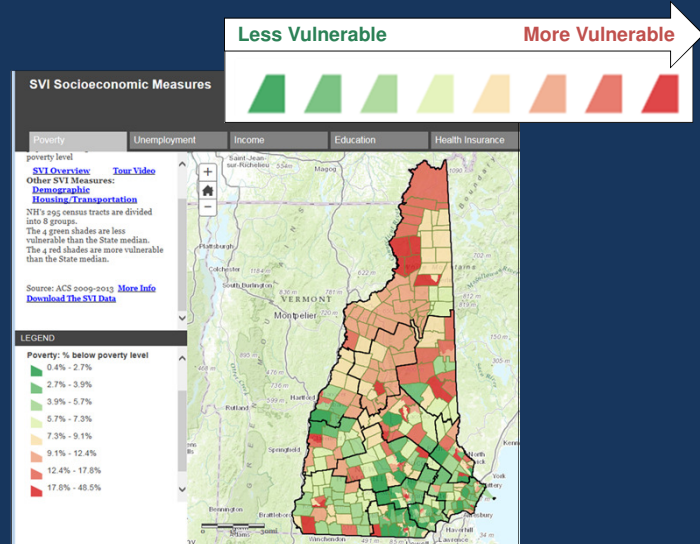 Less Vulnerable
More Vulnerable
SVI Socioeconomic Measures
Poverty
Unemployment
Income
Education
Health Insurance
poverty level
SVI Overview Tour Video
Other SVI Measures:
Demographic
Housing/Transportation
NH's 295 census tracts are divided
into 8 groups.
The 4 green shades are less
vulnerable than the State median.
The 4 red shades are more vulnerable
than the State median.
Source: ACS 2009-2013 More Info
Download The SVI Data
LEGEND
Poverty: % below poverty level
0.4% - 2.7%
2.7% - 3.9%
3.9% - 5.7%
5.7% - 7.3%
7.3% - 9.1%
9.1% - 12.4%
12.4% - 17.8%
17.8% - 48.5%
+
−
Saint-Jean-
sur-Richelieu
Magog
Boundary
Plattsburgh
Colchester
South Burlington
VERMONT
Montpelier
Hartford
Rutland
Springfield
North
Bennington
Brattleboro
Winchendon
Haverhill
Lawrence